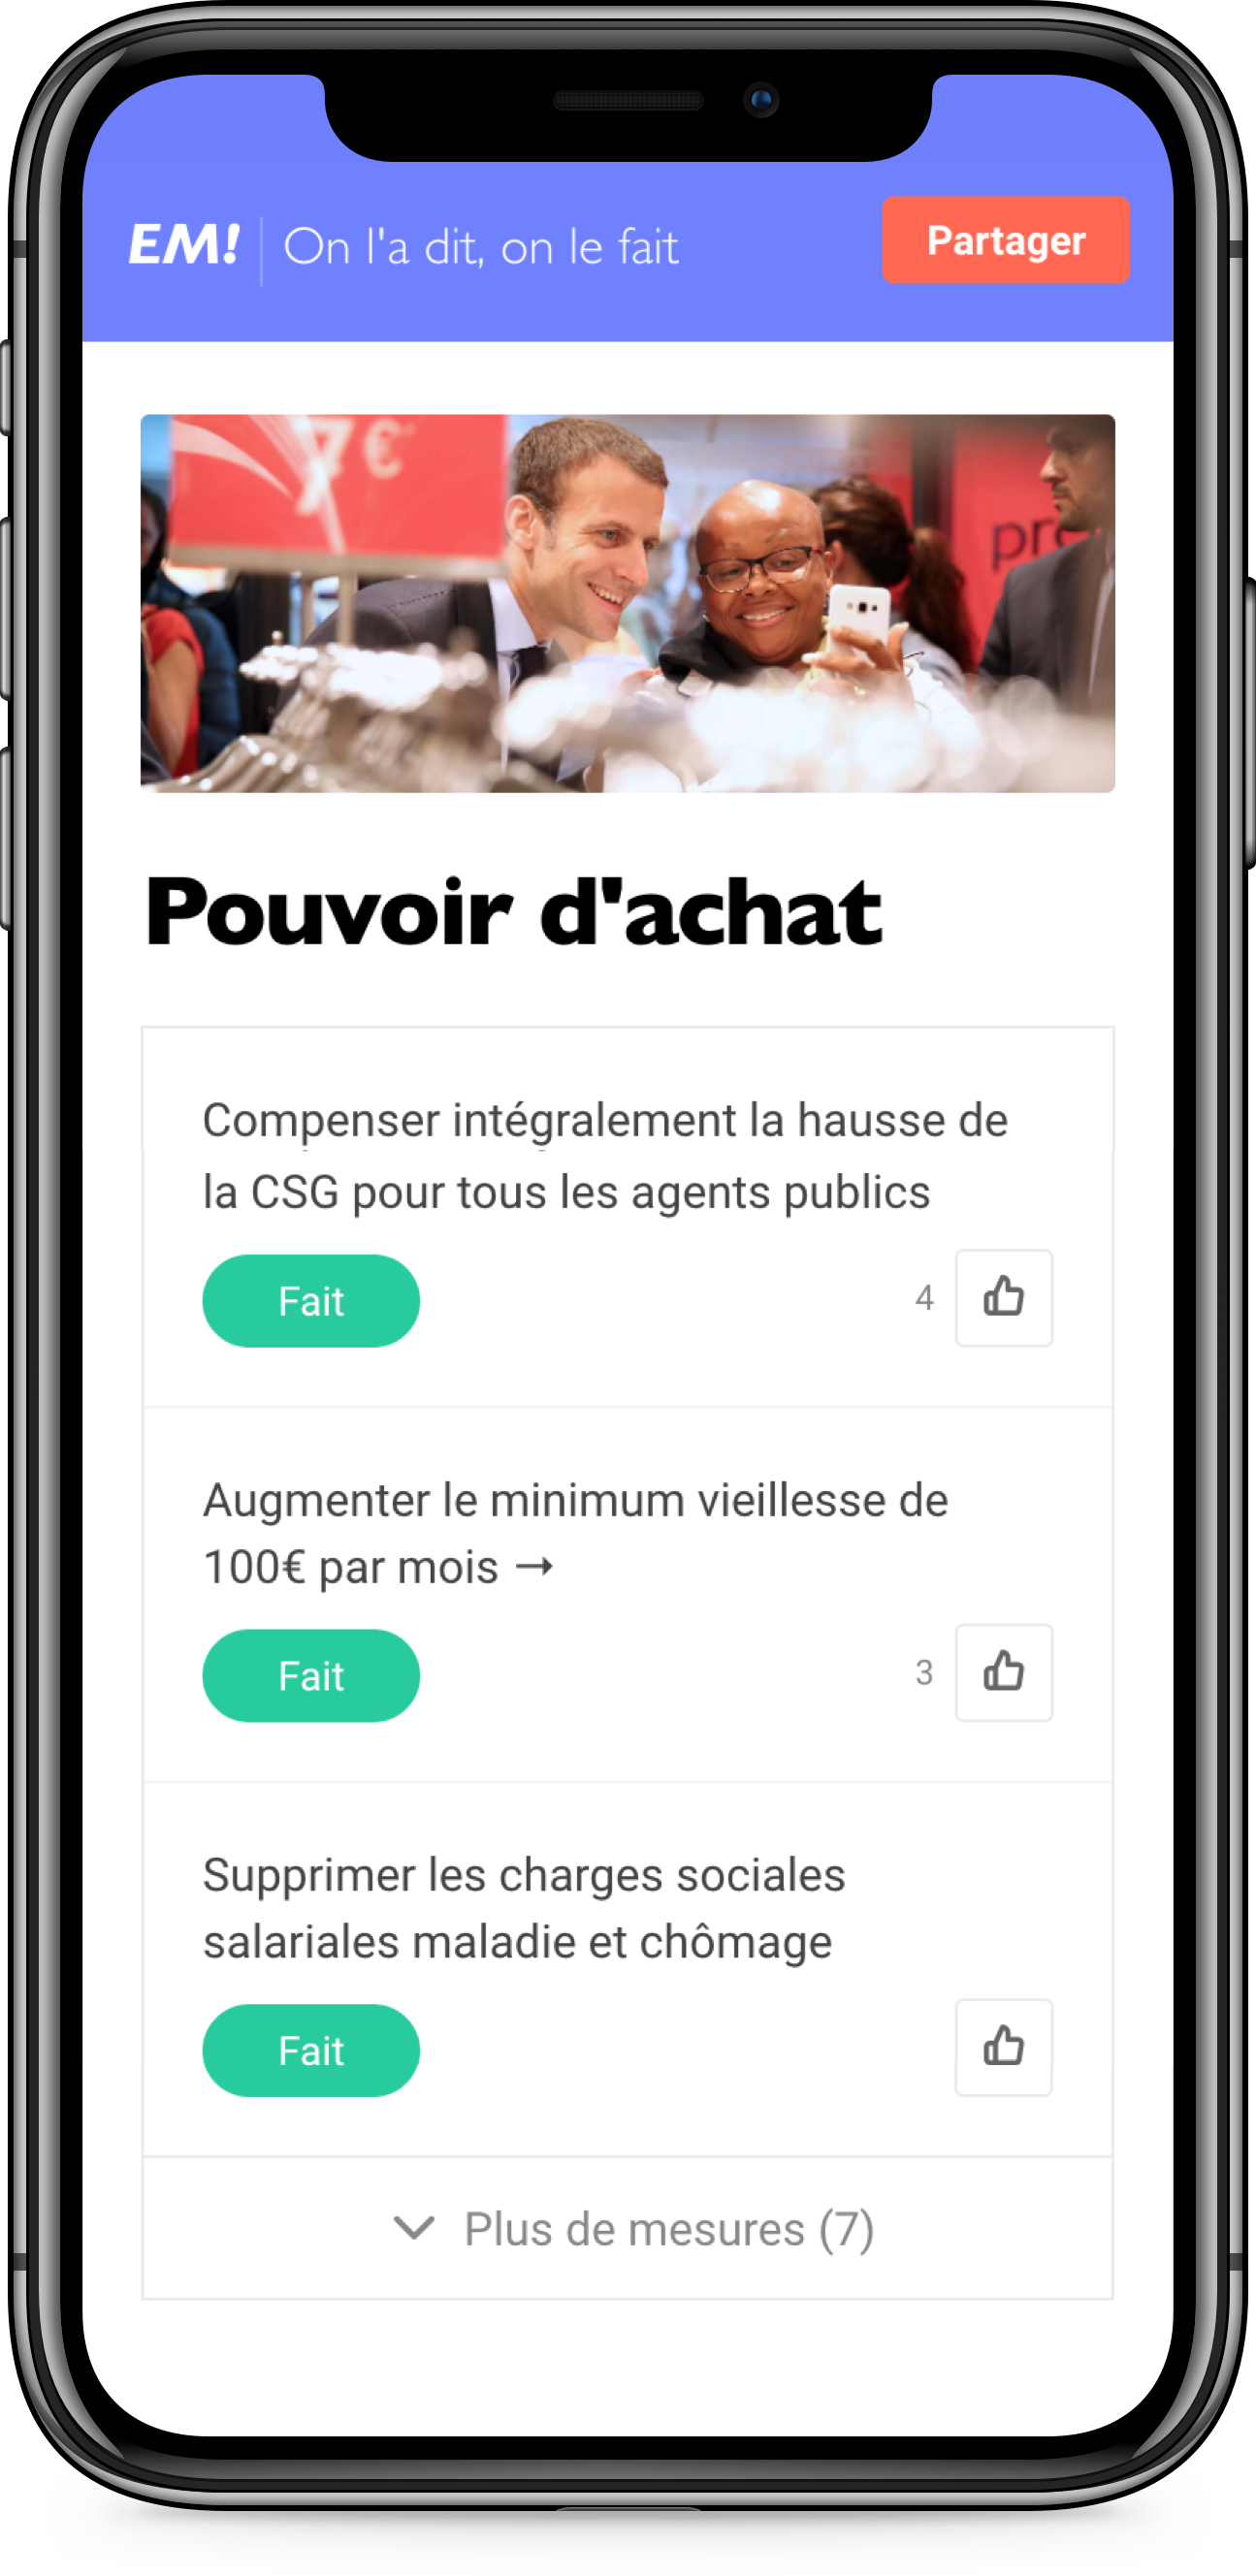 EM! On l'a dit, on le fait
Partager
7€
pr
Pouvoir d'achat
Compenser intégralement la hausse de
la CSG pour tous les agents publics
Fait
4
Augmenter le minimum vieillesse de
100€ par mois →
Fait
3
Supprimer les charges sociales
salariales maladie et chômage
Fait
Plus de mesures (7)